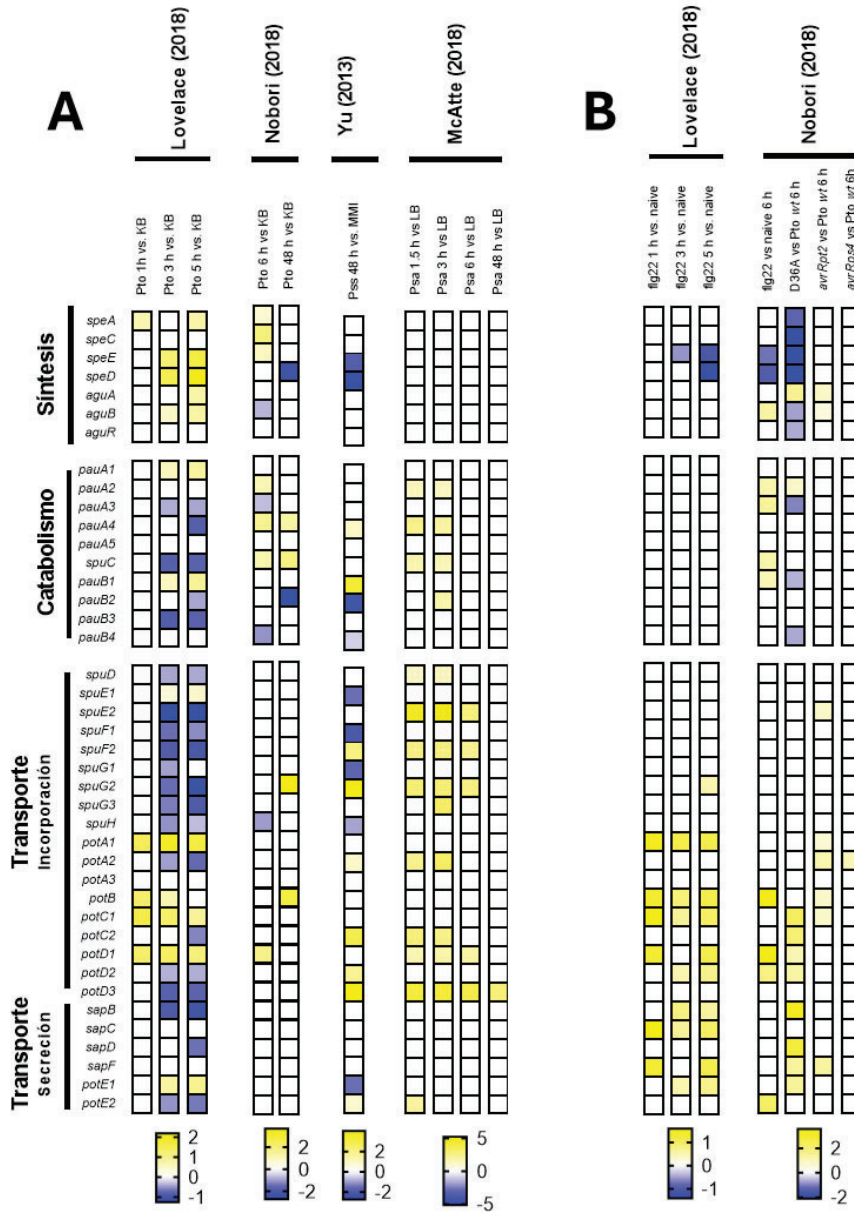 A
B
Lovelace (2018)
Nobori (2018)
Yu (2013)
McAtte (2018)
Lovelace (2018)
Nobori (2018)
Pto 1h vs. KB
Pto 3 h vs. KB
Pto 5 h vs. KB
Pto 6 h vs. KB
Pto 48 h vs. KB
Pss 48 h vs. MMI
Psa 1.5 h vs LB
Psa 3 h vs LB
Psa 6 h vs LB
Psa 48 h vs LB
flg22 1 h vs. naive
flg22 3 h vs. naive
flg22 5 h vs. naive
flg22 vs naive 6 h
D36A vs Pto wt 6 h
avrRpt2 vs Pto wt 6 h
avrRps4 vs Pto wt 6h
Síntesis
speA
speC
speE
speD
aguA
aguB
aguR
Catabolismo
pauA1
pauA2
pauA3
pauA4
pauA5
spuC
pauB1
pauB2
pauB3
pauB4
Transporte
Incorporación
spuD
spuE1
spuE2
spuF1
spuF2
spuG1
spuG2
spuG3
spuH
potA1
potA2
potA3
potB
potC1
potC2
potD1
potD2
potD3
Transporte
Secreción
sapB
sapC
sapD
sapF
potE1
potE2
2
1
0
-1
2
0
-2
2
0
-2
5
0
-5
1
0
-1
2
0
-2